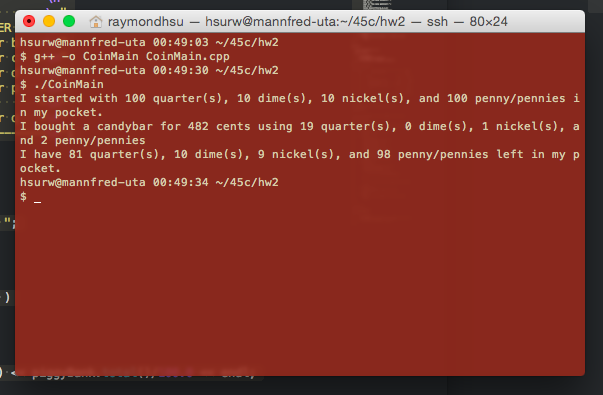 raymondhsu — hsurw@mannfred-uta:~/45c/hw2 — ssh — 80×24
hsurw@mannfred-uta 00:49:03 ~/45c/hw2
$ g++ -o CoinMain CoinMain.cpp
hsurw@mannfred-uta 00:49:30 ~/45c/hw2
$ ./CoinMain
I started with 100 quarter(s), 10 dime(s), 10 nickel(s), and 100 penny/pennies i
n my pocket.
I bought a candybar for 482 cents using 19 quarter(s), 0 dime(s), 1 nickel(s), a
nd 2 penny/pennies
I have 81 quarter(s), 10 dime(s), 9 nickel(s), and 98 penny/pennies left in my p
ocket.
hsurw@mannfred-uta 00:49:34 ~/45c/hw2
$ _